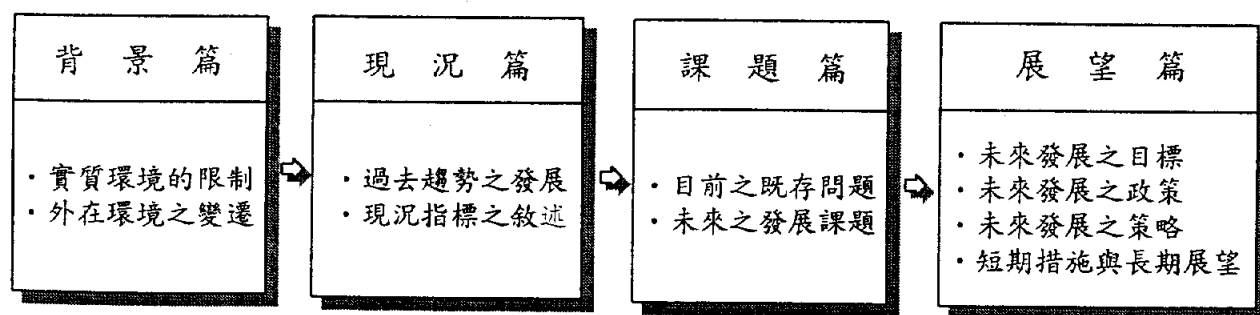 背景篇
・實質環境的限制
・外在環境之變遷
現況篇
・過去趨勢之發展
・現況指標之敘述
課題篇
・目前之既存問題
・未來之發展課題
展望篇
・未來發展之目標
・未來發展之政策
・未來發展之策略
・短期措施與長期展望